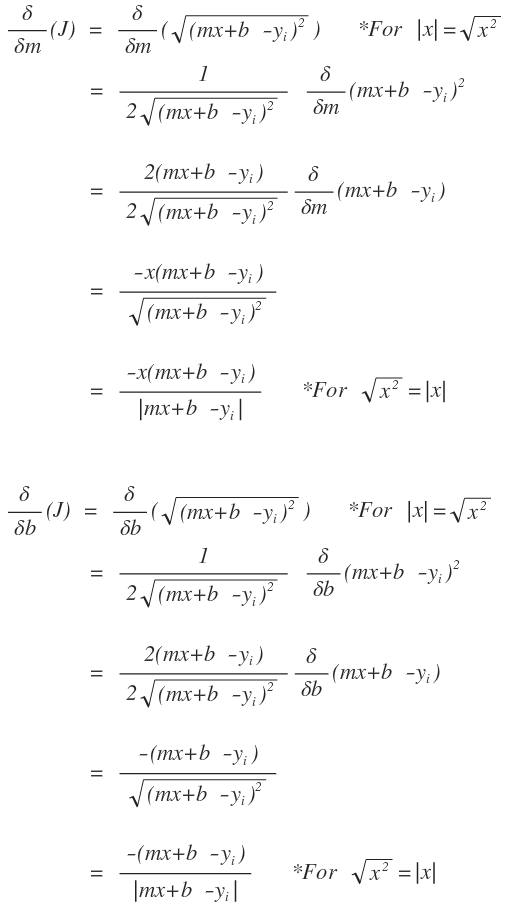 δ/δm (J) = δ/δm (√(mx+b -yᵢ)² ) *For |x| = √x²
= 1/(2√(mx+b -yᵢ)²) δ/δm (mx+b -yᵢ)²
= 2(mx+b -yᵢ)/(2√(mx+b -yᵢ)²) δ/δm (mx+b -yᵢ)
= -x(mx+b -yᵢ)/√(mx+b -yᵢ)²
= -x(mx+b -yᵢ)/|mx+b -yᵢ| *For √x² = |x|
δ/δb (J) = δ/δb (√(mx+b -yᵢ)² ) *For |x| = √x²
= 1/(2√(mx+b -yᵢ)²) δ/δb (mx+b -yᵢ)²
= 2(mx+b -yᵢ)/(2√(mx+b -yᵢ)²) δ/δb (mx+b -yᵢ)
= -(mx+b -yᵢ)/√(mx+b -yᵢ)²
= -(mx+b -yᵢ)/|mx+b -yᵢ| *For √x² = |x|